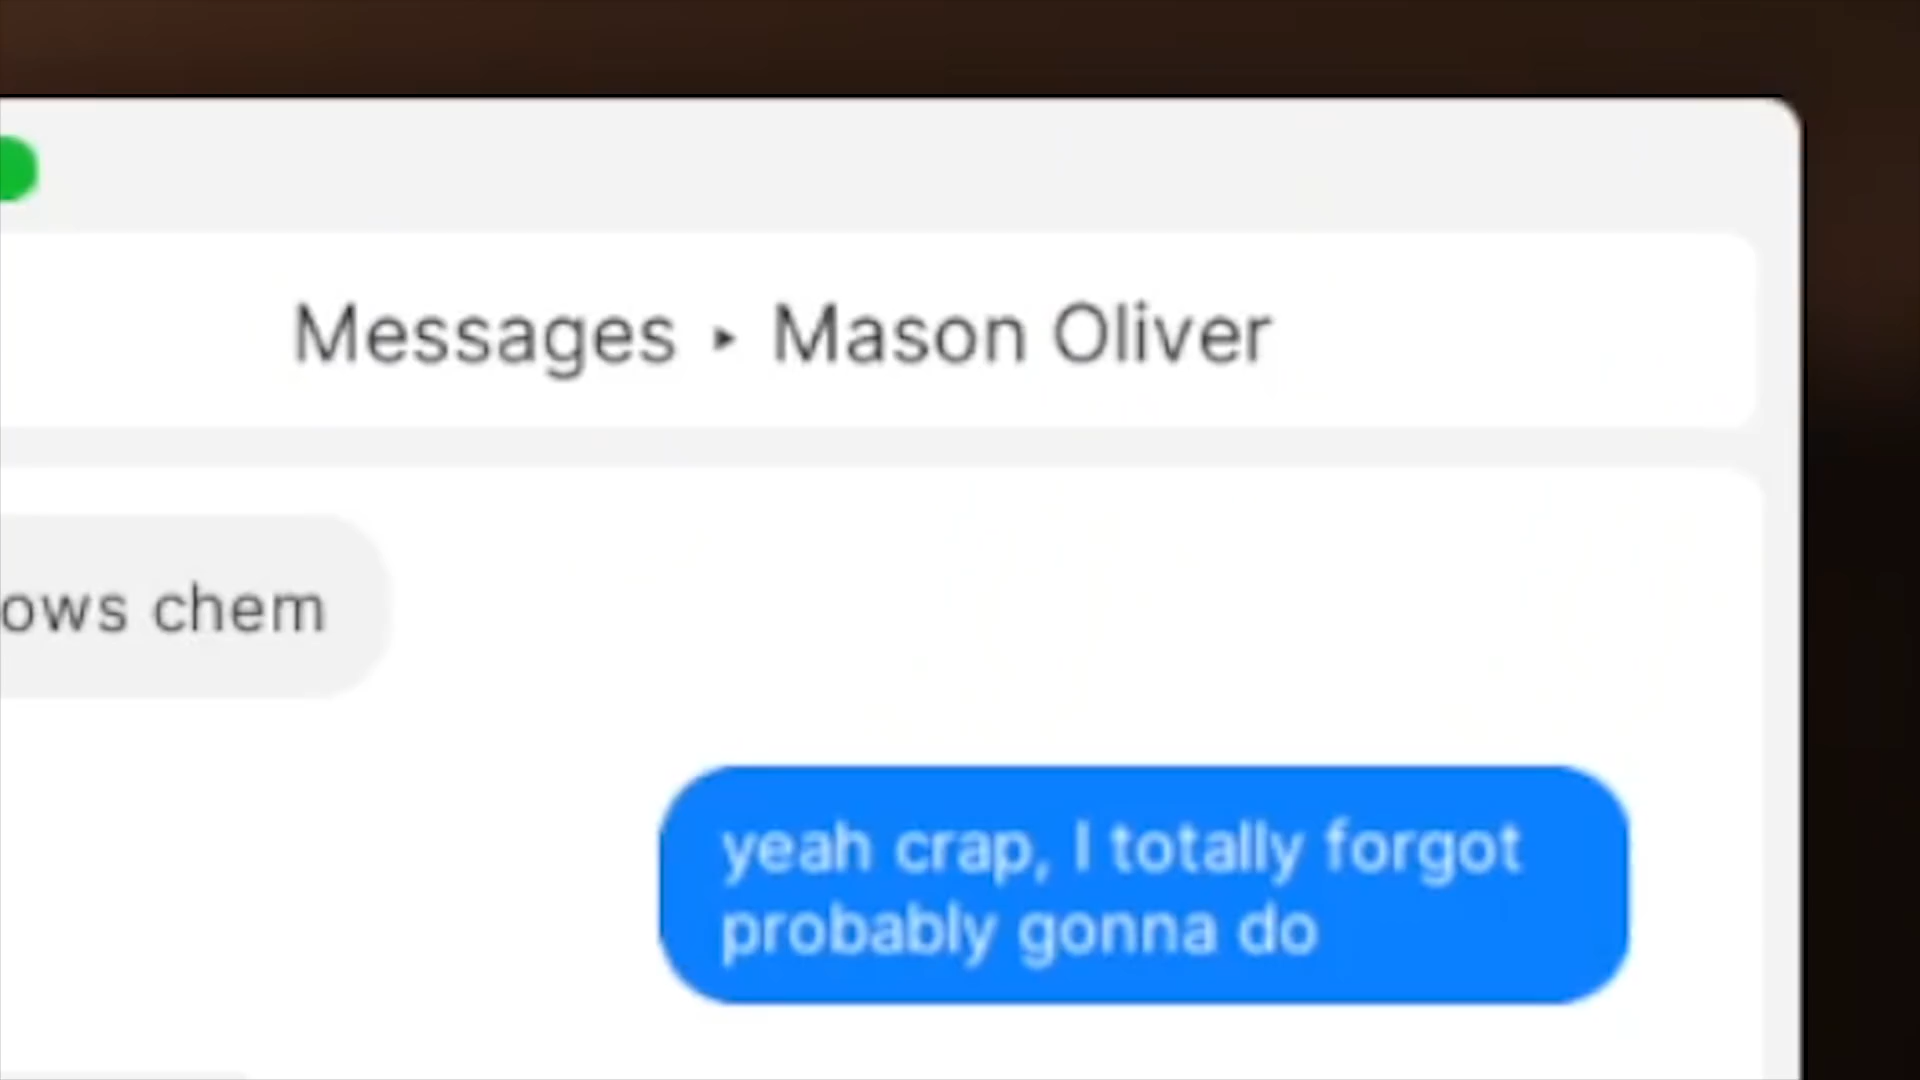 Messages ▸ Mason Oliver
ows chem
yeah crap, I totally forgot
probably gonna do